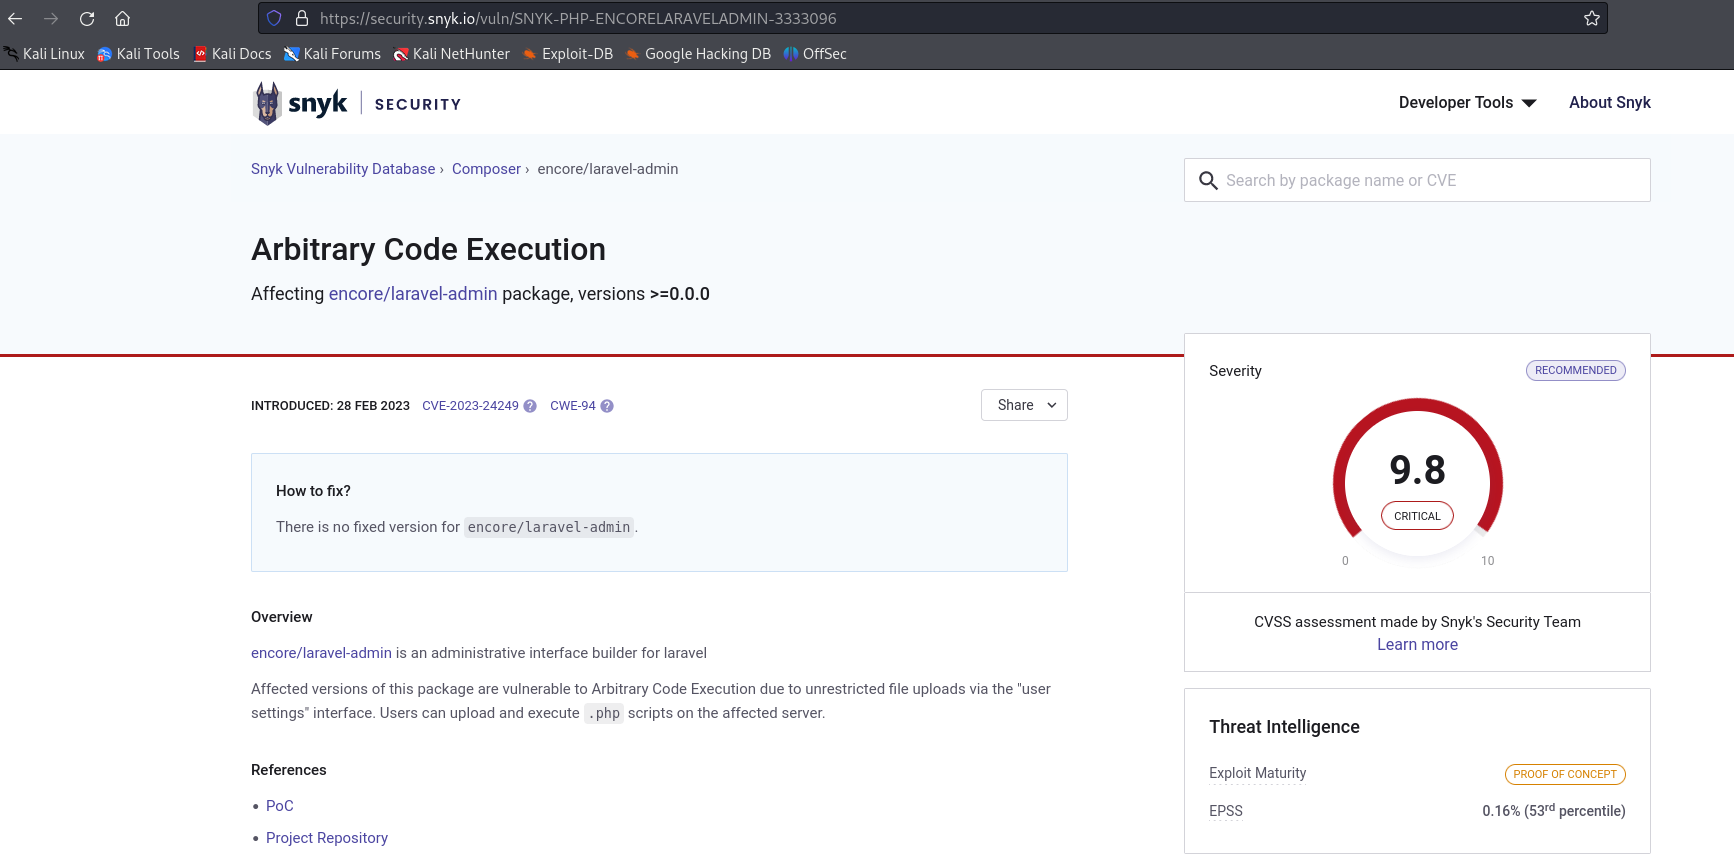 https://security.snyk.io/vuln/SNYK-PHP-ENCORELARAVELADMIN-3333096
Kali Linux Kali Tools Kali Docs Kali Forums Kali NetHunter Exploit-DB Google Hacking DB OffSec
snyk | SECURITY
Developer Tools About Snyk
Snyk Vulnerability Database › Composer › encore/laravel-admin
Search by package name or CVE
Arbitrary Code Execution
Affecting encore/laravel-admin package, versions >=0.0.0
INTRODUCED: 28 FEB 2023 CVE-2023-24249 ? CWE-94 ?
Share
How to fix?
There is no fixed version for encore/laravel-admin.
Overview
encore/laravel-admin is an administrative interface builder for laravel
Affected versions of this package are vulnerable to Arbitrary Code Execution due to unrestricted file uploads via the "user
settings" interface. Users can upload and execute .php scripts on the affected server.
References
• PoC
• Project Repository
Severity RECOMMENDED
9.8
CRITICAL
0 10
CVSS assessment made by Snyk's Security Team
Learn more
Threat Intelligence
Exploit Maturity PROOF OF CONCEPT
EPSS 0.16% (53rd percentile)